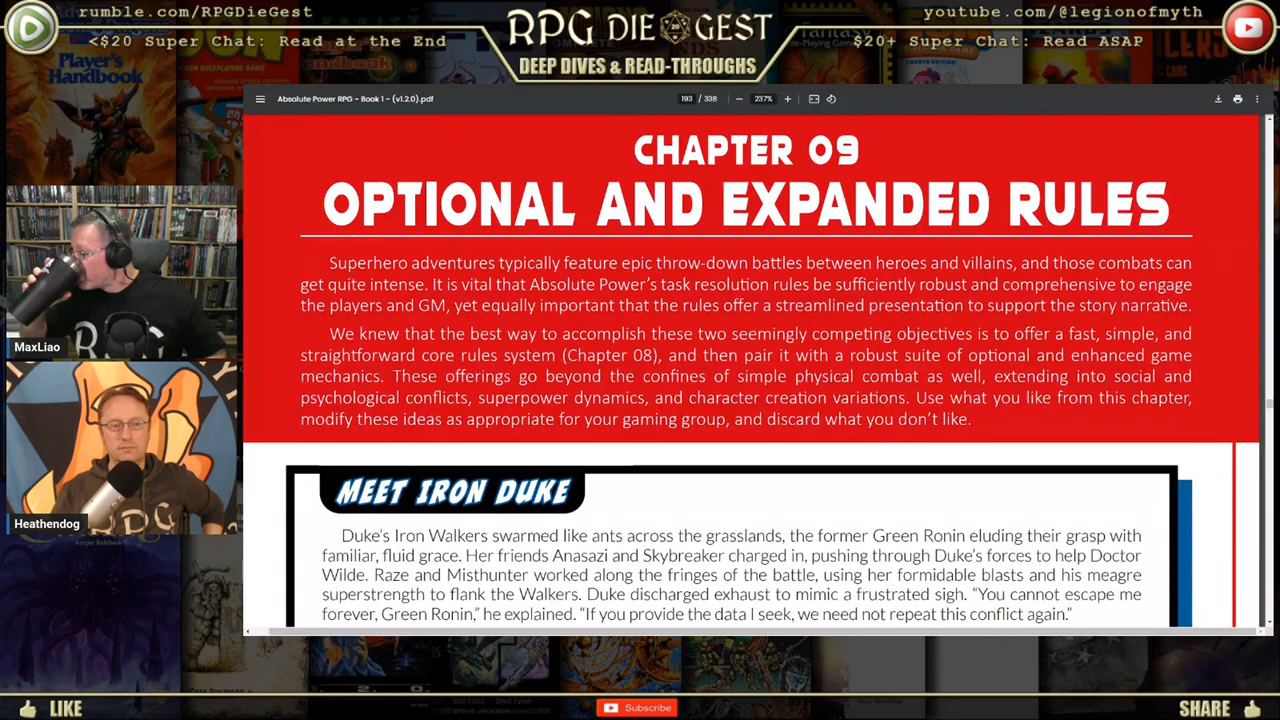 rumble.com/RPGDieGest
<$20 Super Chat: Read at the End
RPG DIE GEST
DEEP DIVES & READ-THROUGHS
youtube.com/@legionofmyth
$20+ Super Chat: Read ASAP
Player's
Handbook
Absolute Power RPG - Book 1 - (v1.2.0).pdf
193 / 338
237%
CHAPTER 09
OPTIONAL AND EXPANDED RULES
Superhero adventures typically feature epic throw-down battles between heroes and villains, and those combats can
get quite intense. It is vital that Absolute Power's task resolution rules be sufficiently robust and comprehensive to engage
the players and GM, yet equally important that the rules offer a streamlined presentation to support the story narrative.
We knew that the best way to accomplish these two seemingly competing objectives is to offer a fast, simple, and
straightforward core rules system (Chapter 08), and then pair it with a robust suite of optional and enhanced game
mechanics. These offerings go beyond the confines of simple physical combat as well, extending into social and
psychological conflicts, superpower dynamics, and character creation variations. Use what you like from this chapter,
modify these ideas as appropriate for your gaming group, and discard what you don't like.
MEET IRON DUKE
Duke's Iron Walkers swarmed like ants across the grasslands, the former Green Ronin eluding their grasp with
familiar, fluid grace. Her friends Anasazi and Skybreaker charged in, pushing through Duke's forces to help Doctor
Wilde. Raze and Misthunter worked along the fringes of the battle, using her formidable blasts and his meagre
superstrength to flank the Walkers. Duke discharged exhaust to mimic a frustrated sigh. "You cannot escape me
forever, Green Ronin," he explained. "If you provide the data I seek, we need not repeat this conflict again."
MaxLiao
Heathendog
LIKE
Subscribe
SHARE